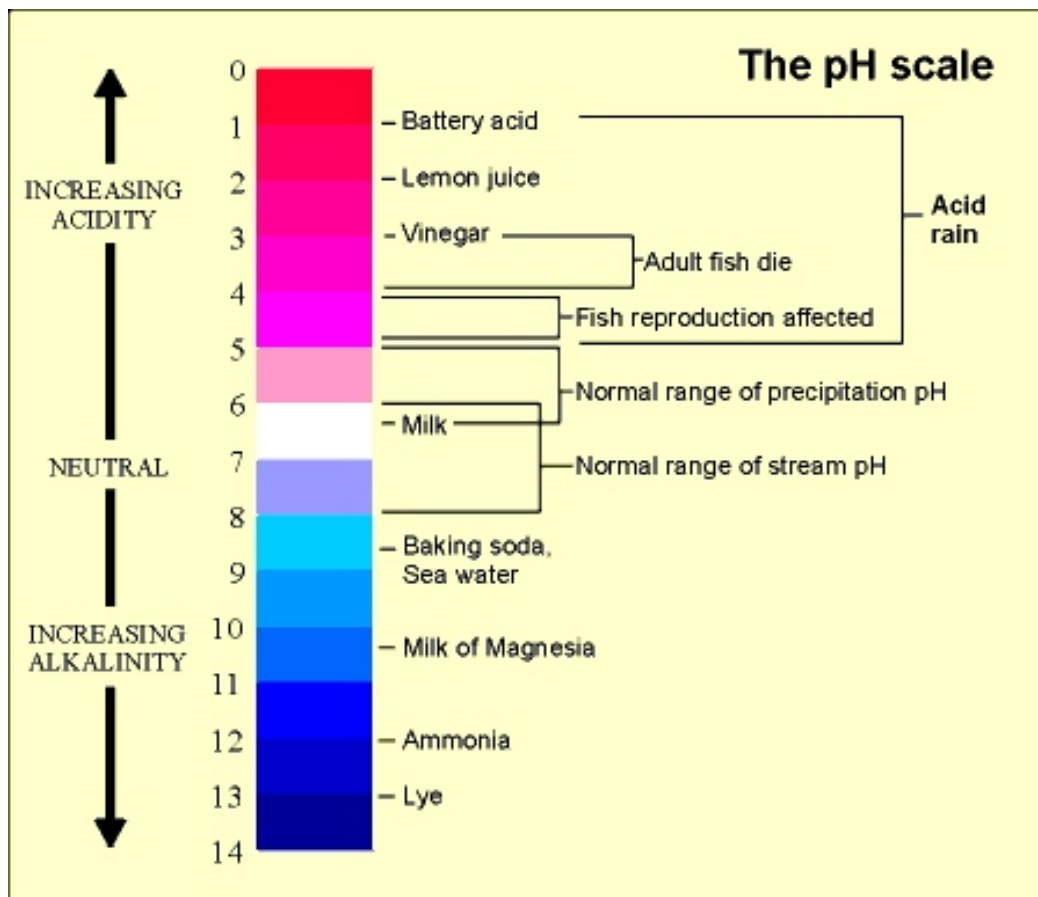 The pH scale
0
1
2
3
4
5
6
7
8
9
10
11
12
13
14
INCREASING
ACIDITY
NEUTRAL
INCREASING
ALKALINITY
Battery acid
Lemon juice
Vinegar
Adult fish die
Fish reproduction affected
Acid
rain
Normal range of precipitation pH
Milk
Normal range of stream pH
Baking soda,
Sea water
Milk of Magnesia
Ammonia
Lye